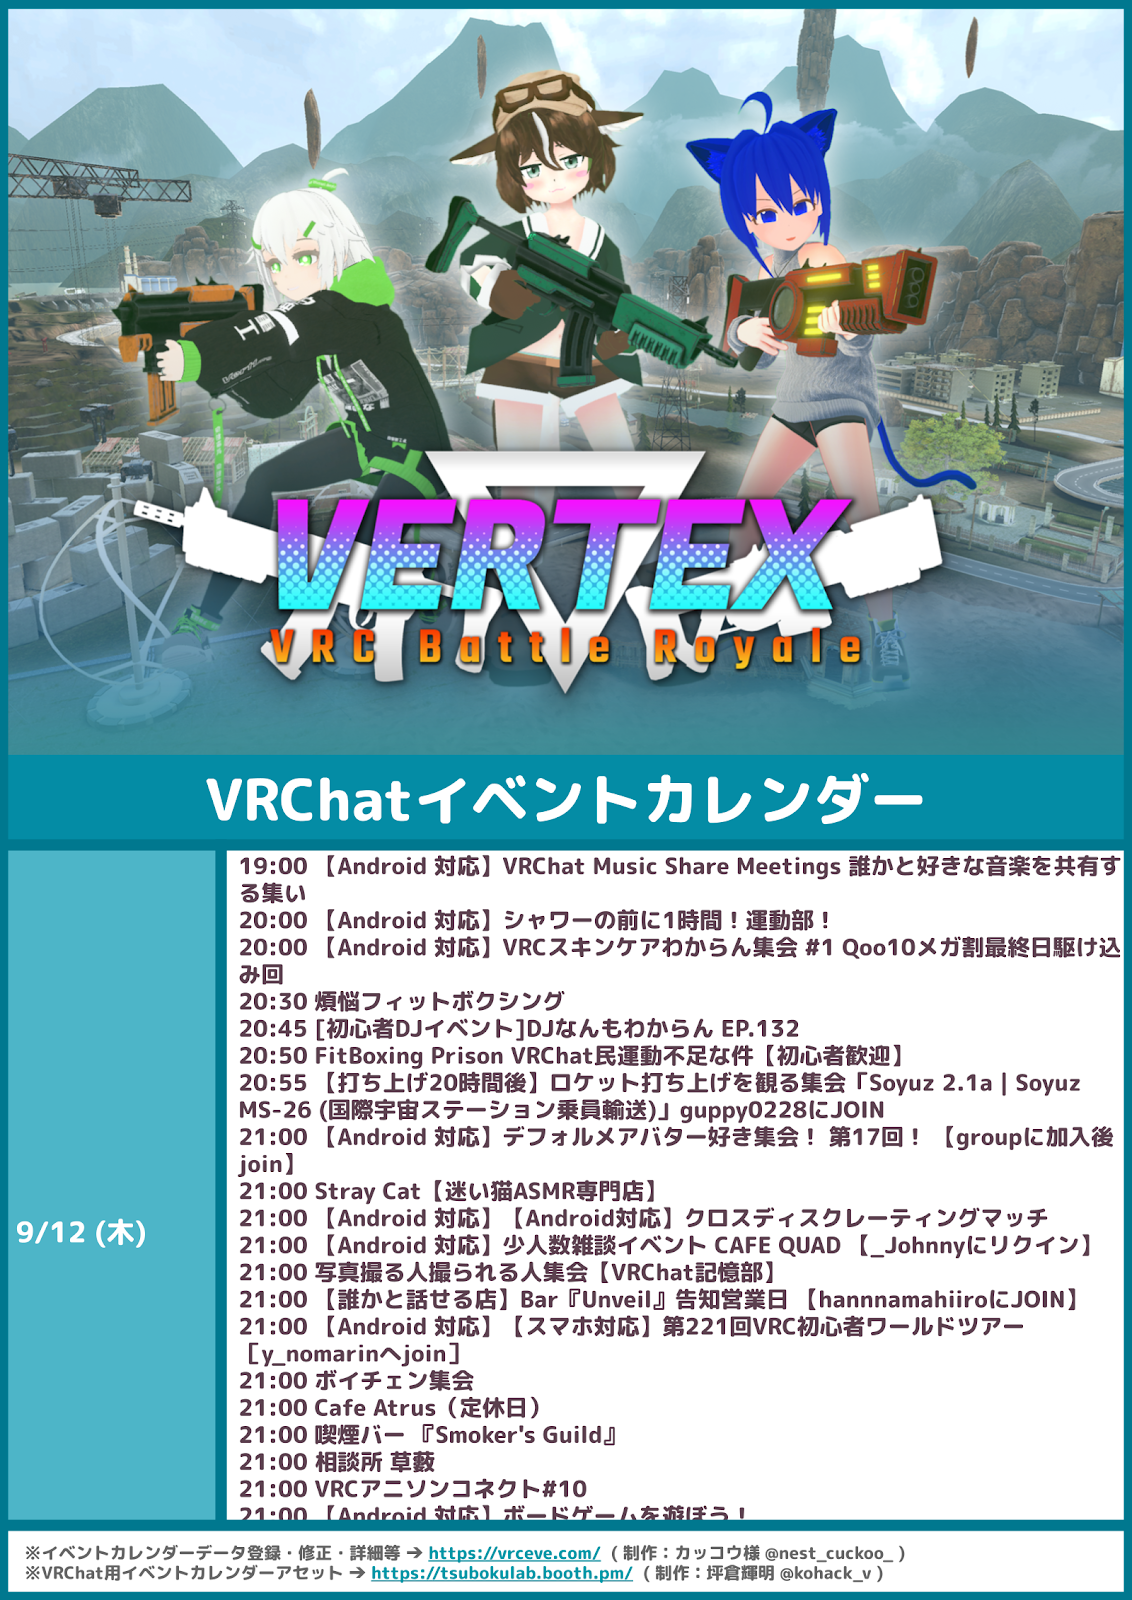 VERTEX
VRC Battle Royale
VRChatイベントカレンダー
9/12 (木)
19:00 【Android 対応】VRChat Music Share Meetings 誰かと好きな音楽を共有す
る集い
20:00 【Android 対応】シャワーの前に1時間！運動部！
20:00 【Android 対応】VRCスキンケアわからん集会 #1 Qoo10メガ割最終日駆け込
み回
20:30 煩悩フィットボクシング
20:45 [初心者DJイベント]DJなんもわからん EP.132
20:50 FitBoxing Prison VRChat民運動不足な件【初心者歓迎】
20:55 【打ち上げ20時間後】ロケット打ち上げを観る集会「Soyuz 2.1a | Soyuz
MS-26 (国際宇宙ステーション乗員輸送)」guppy0228にJOIN
21:00 【Android 対応】デフォルメアバター好き集会！ 第17回！ 【groupに加入後
join】
21:00 Stray Cat【迷い猫ASMR専門店】
21:00 【Android 対応】【Android対応】クロスディスクレーティングマッチ
21:00 【Android 対応】少人数雑談イベント CAFE QUAD 【_Johnnyにリクイン】
21:00 写真撮る人撮られる人集会【VRChat記憶部】
21:00 【誰かと話せる店】Bar『Unveil』告知営業日 【hannnamahiiroにJOIN】
21:00 【Android 対応】【スマホ対応】第221回VRC初心者ワールドツアー
［y_nomarinへjoin］
21:00 ボイチェン集会
21:00 Cafe Atrus（定休日）
21:00 喫煙バー 『Smoker's Guild』
21:00 相談所 草藪
21:00 VRCアニソンコネクト#10
21:00 【Android 対応】ボードゲームを遊ぼう！
※イベントカレンダーデータ登録・修正・詳細等 → https://vrceve.com/ ( 制作：カッコウ様 @nest_cuckoo_ )
※VRChat用イベントカレンダーアセット → https://tsubokulab.booth.pm/ ( 制作：坪倉輝明 @kohack_v )